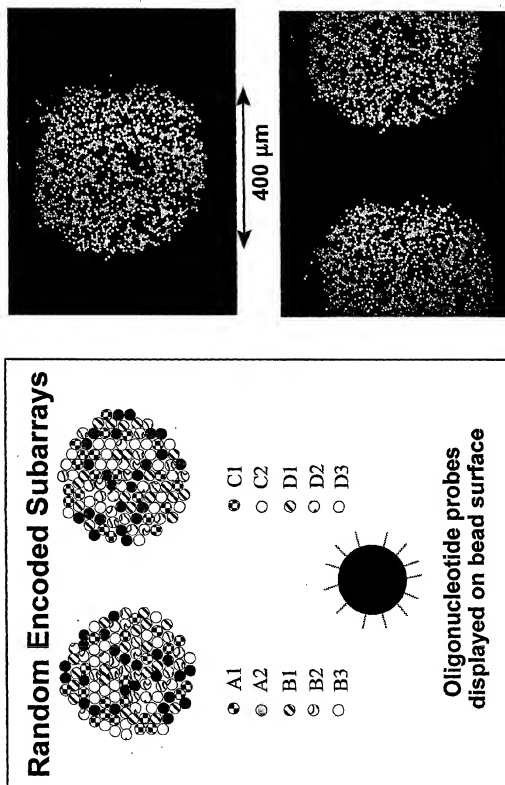 Random Encoded Subarrays
A1
A2
B1
B2
B3
C1
C2
D1
D2
D3
Oligonucleotide probes
displayed on bead surface
400 µm